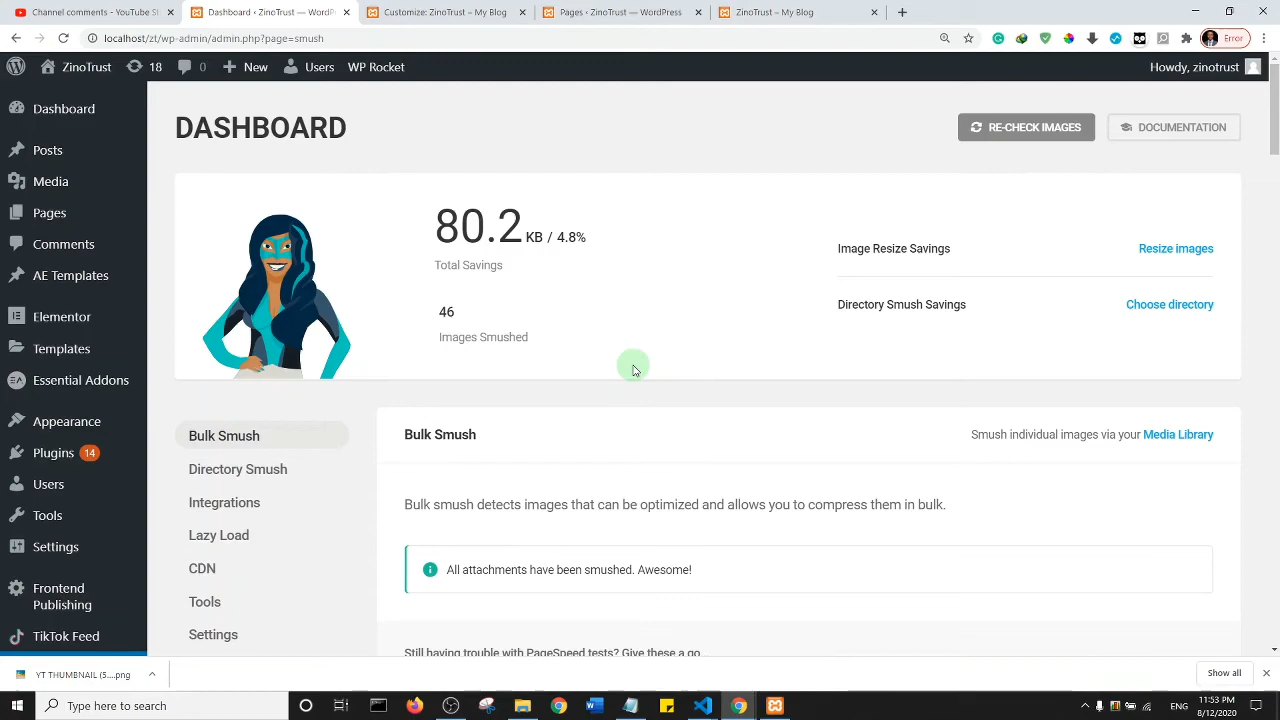 Channel comments - YouTube St
Dashboard ‹ ZinoTrust — WordPr
Customize: ZinoTrust – My Blog
Pages ‹ ZinoTrust — WordPress
ZinoTrust – My Blog
localhost/zt/wp-admin/admin.php?page=smush
Error
ZinoTrust
18
0
New
Users
WP Rocket
Howdy, zinotrust
Dashboard
Posts
Media
Pages
Comments
AE Templates
Elementor
Templates
Essential Addons
Appearance
Plugins 14
Users
Tools
Settings
Frontend
Publishing
TikTok Feed
DASHBOARD
RE-CHECK IMAGES
DOCUMENTATION
80.2 KB / 4.8%
Total Savings
46
Images Smushed
Image Resize Savings
Resize images
Directory Smush Savings
Choose directory
Bulk Smush
Directory Smush
Integrations
Lazy Load
CDN
Tools
Settings
Bulk Smush
Smush individual images via your Media Library
Bulk smush detects images that can be optimized and allows you to compress them in bulk.
All attachments have been smushed. Awesome!
Still having trouble with PageSpeed tests? Give these a go
YT THUMBNAIL (5....png
Show all
Type here to search
ENG
11:53 PM
8/12/2020